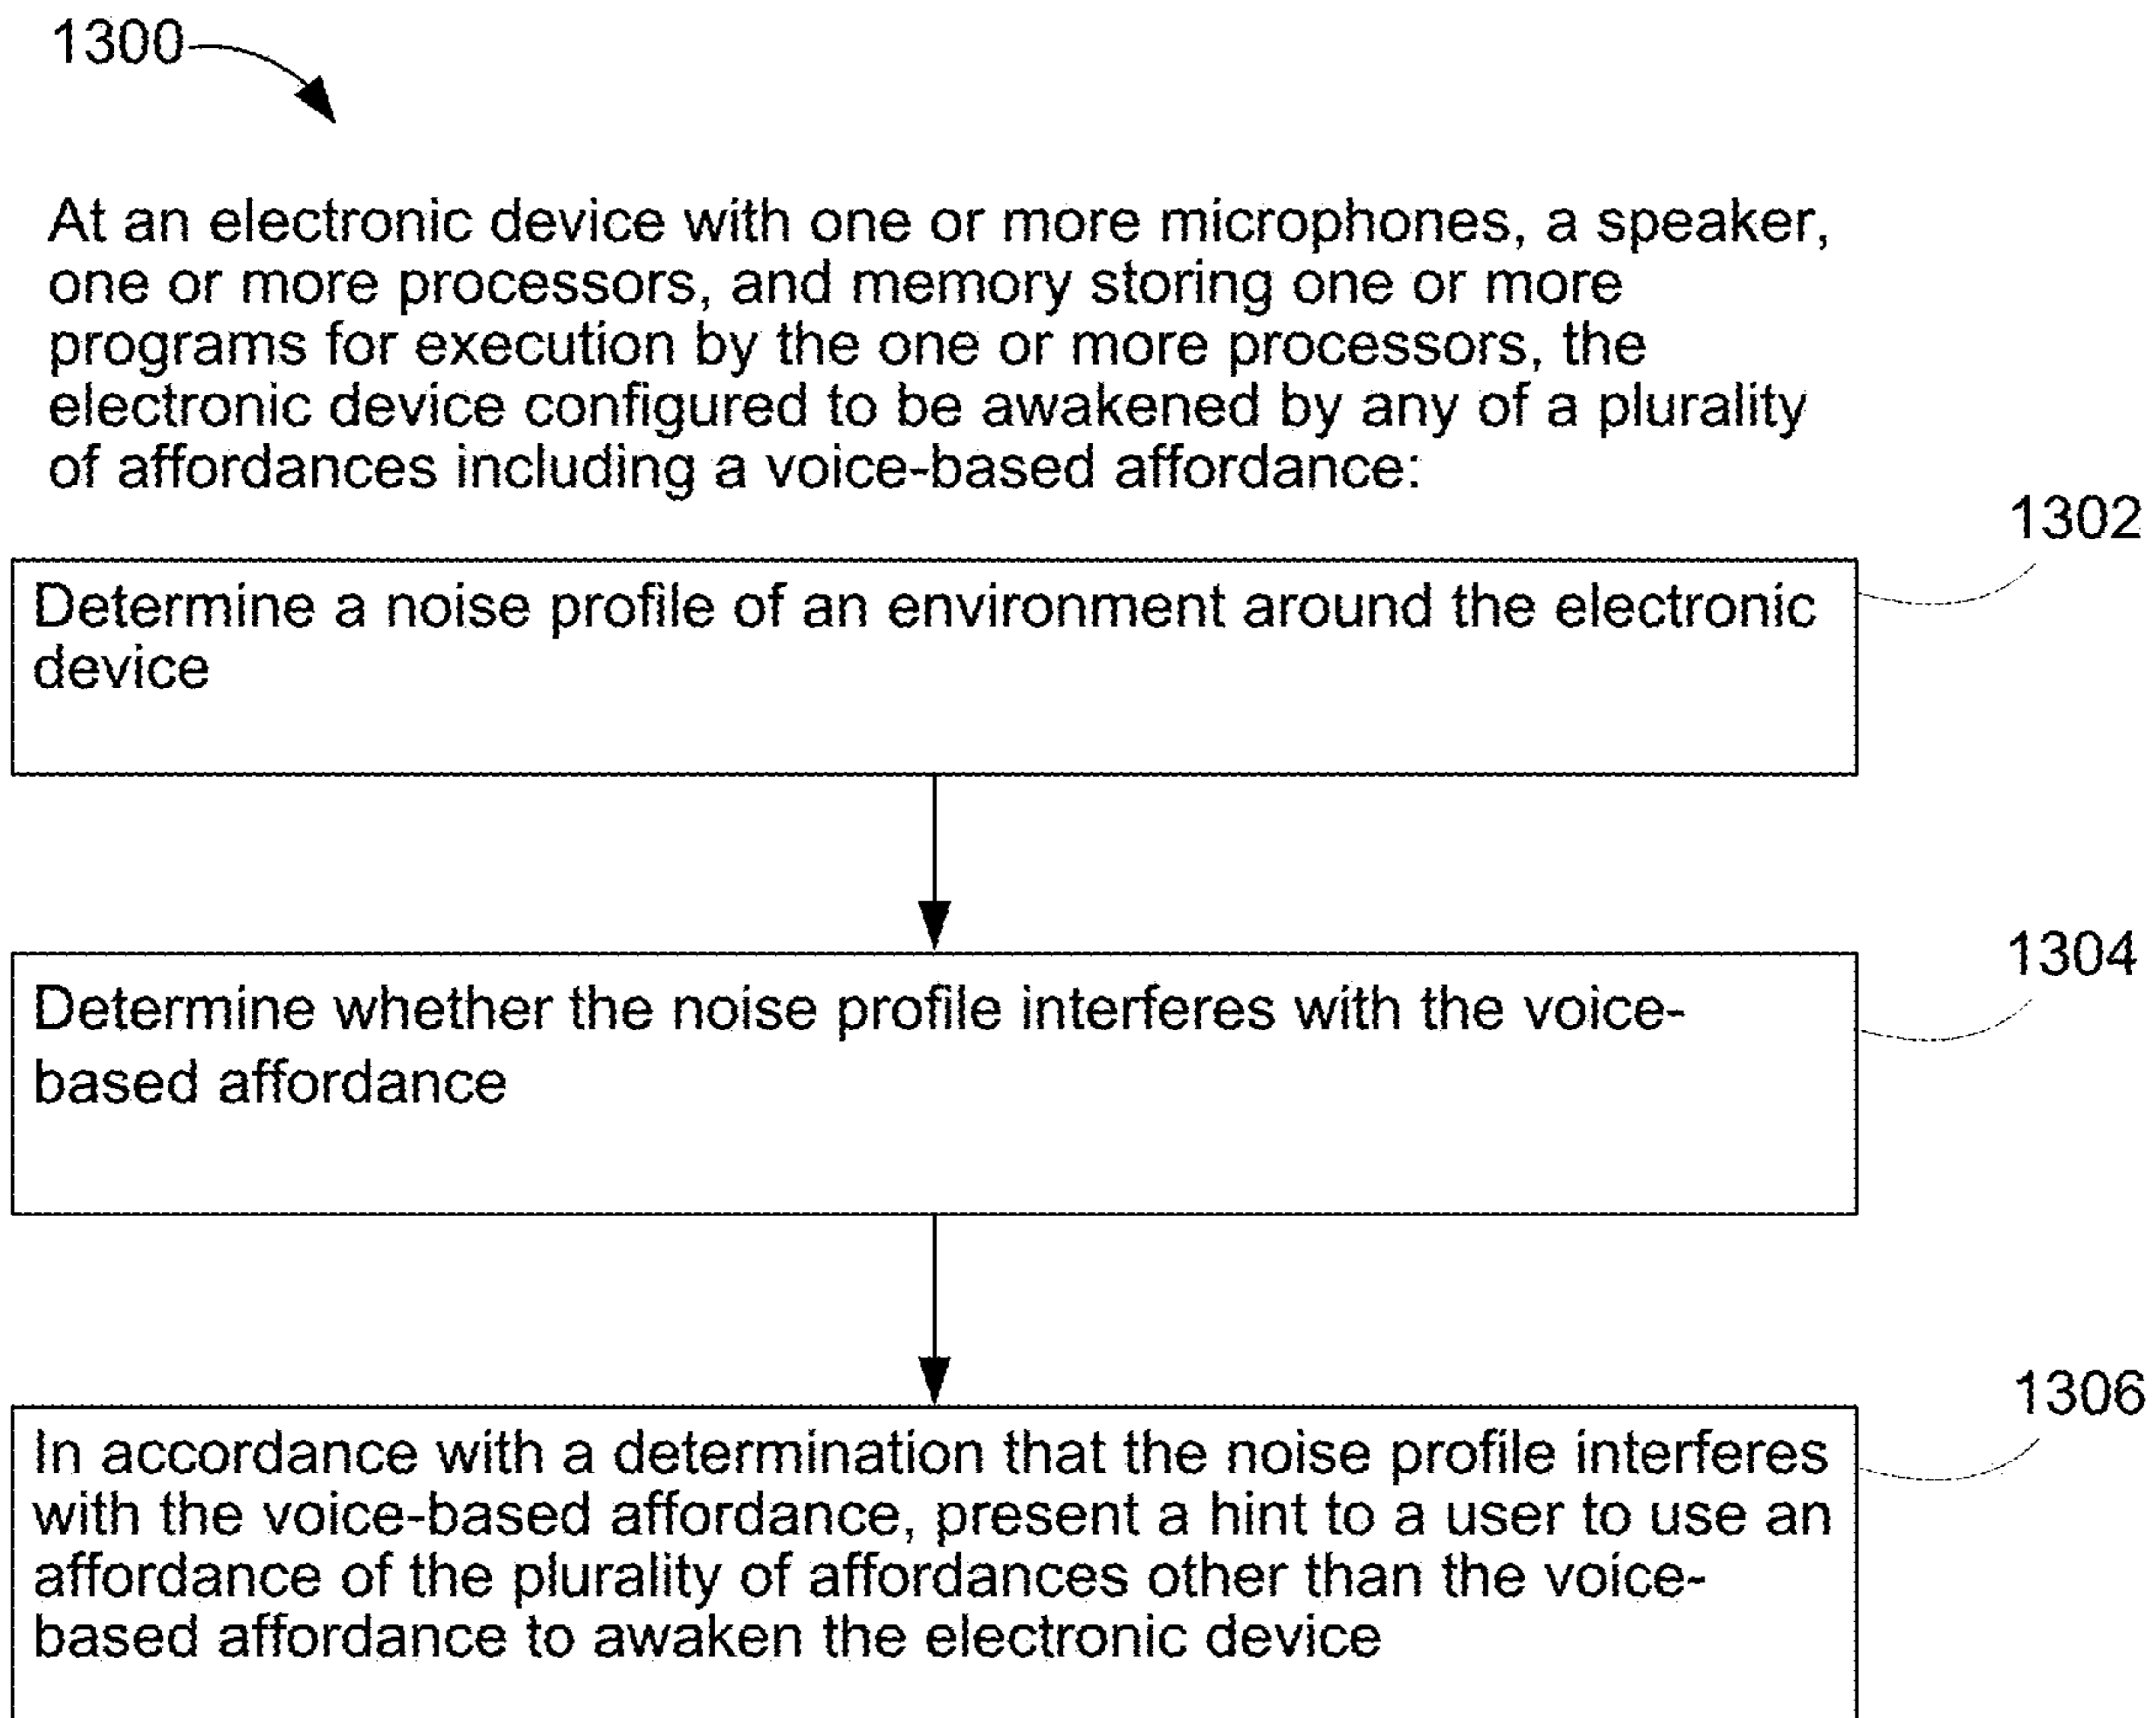 1300
At an electronic device with one or more microphones, a speaker,
one or more processors, and memory storing one or more
programs for execution by the one or more processors, the
electronic device configured to be awakened by any of a plurality
of affordances including a voice-based affordance:
1302
Determine a noise profile of an environment around the electronic
device
1304
Determine whether the noise profile interferes with the voice-
based affordance
1306
In accordance with a determination that the noise profile interferes
with the voice-based affordance, present a hint to a user to use an
affordance of the plurality of affordances other than the voice-
based affordance to awaken the electronic device